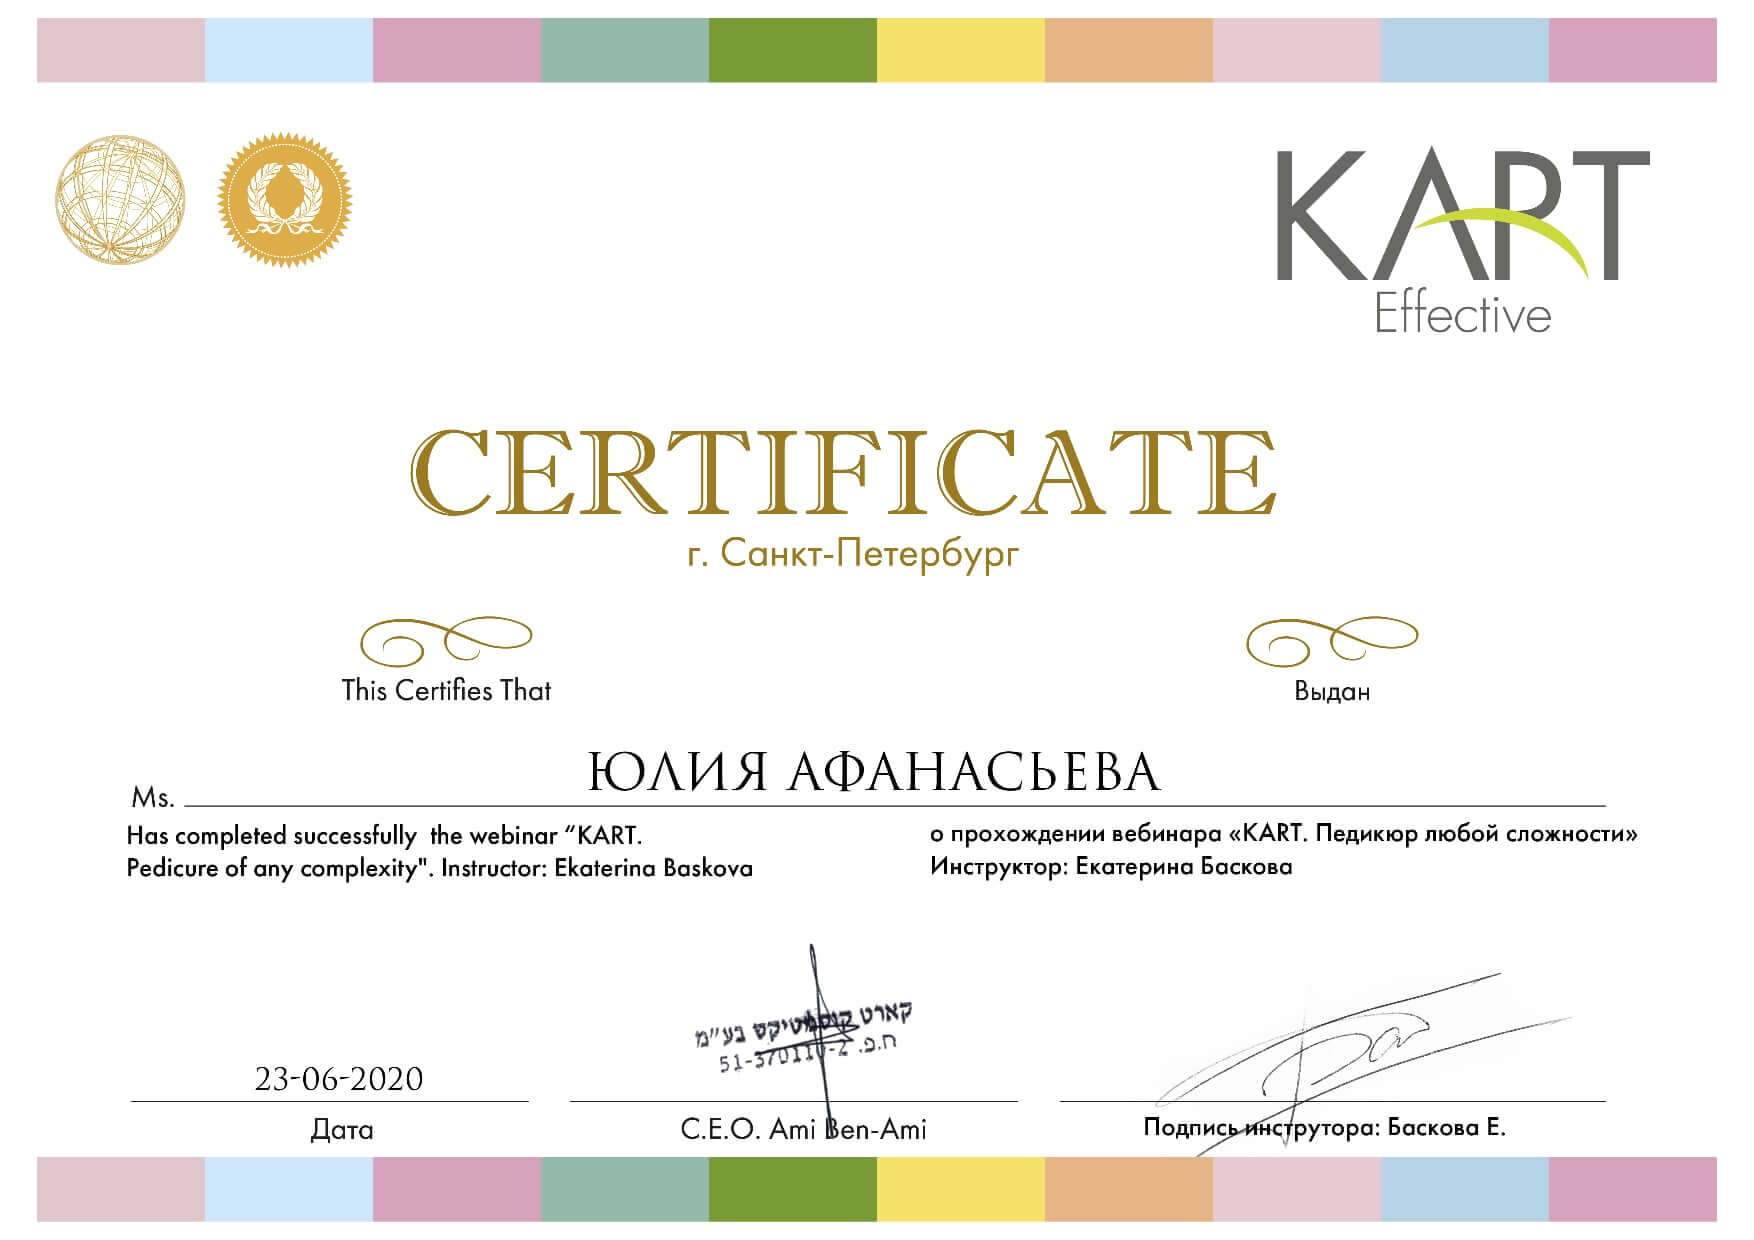 KART
Effective
CERTIFICATE
г. Санкт-Петербург
This Certifies That
Выдан
Ms. ЮЛИЯ АФАНАСЬЕВА
Has completed successfully the webinar “KART.
Pedicure of any complexity". Instructor: Ekaterina Baskova
о прохождении вебинара «KART. Педикюр любой сложности»
Инструктор: Екатерина Баскова
קארט קוסמטיקס בע"מ
ח.פ. 51-370110-2
23-06-2020
Дата
C.E.O. Ami Ben-Ami
Подпись инструтора: Баскова Е.